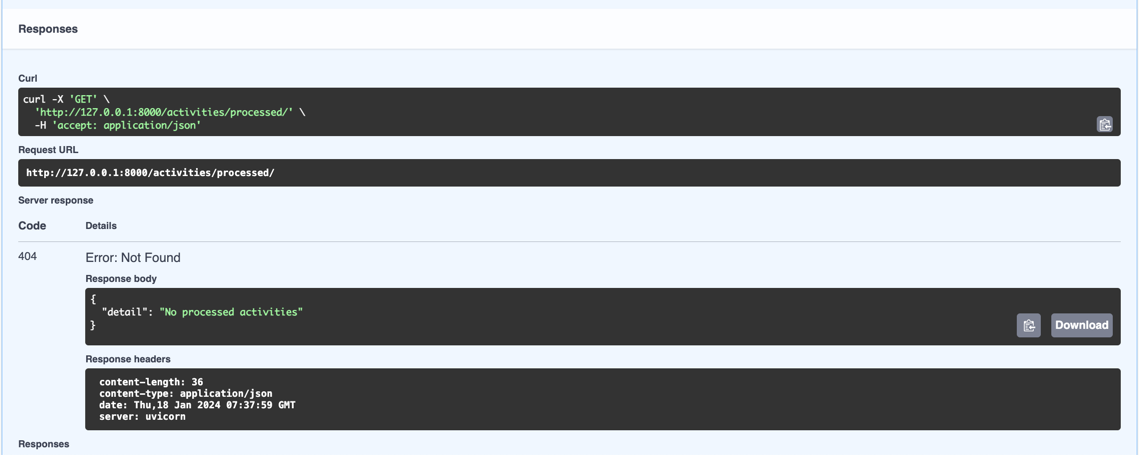 Responses
Curl
curl -X 'GET' \
  'http://127.0.0.1:8000/activities/processed/' \
  -H 'accept: application/json'
Request URL
http://127.0.0.1:8000/activities/processed/
Server response
Code Details
404 Error: Not Found
Response body
{
  "detail": "No processed activities"
}
Download
Response headers
content-length: 36
content-type: application/json
date: Thu,18 Jan 2024 07:37:59 GMT
server: uvicorn
Responses